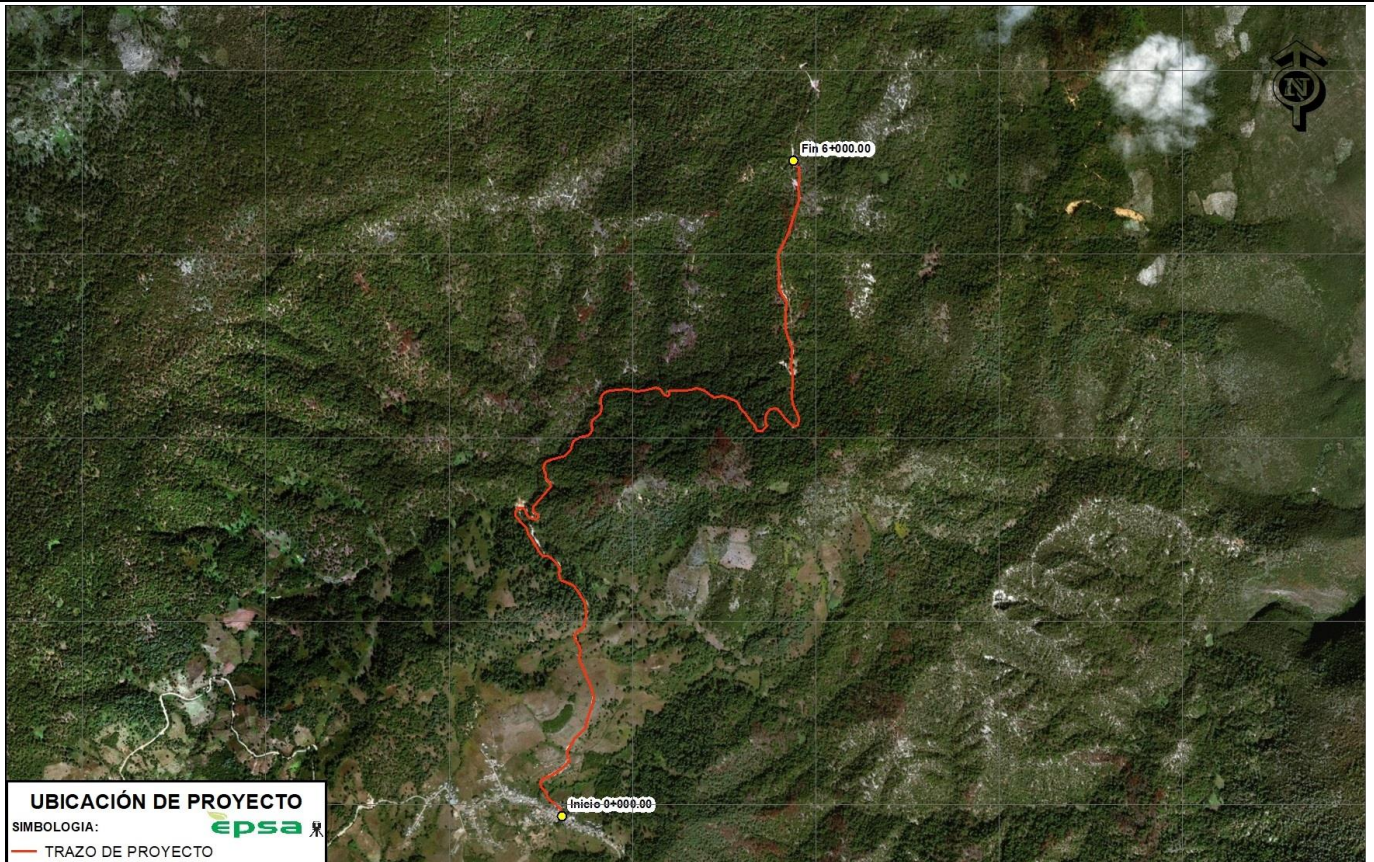 N
Fin 6+000.00
Inicio 0+000.00
UBICACIÓN DE PROYECTO
SIMBOLOGIA:
epsa
TRAZO DE PROYECTO